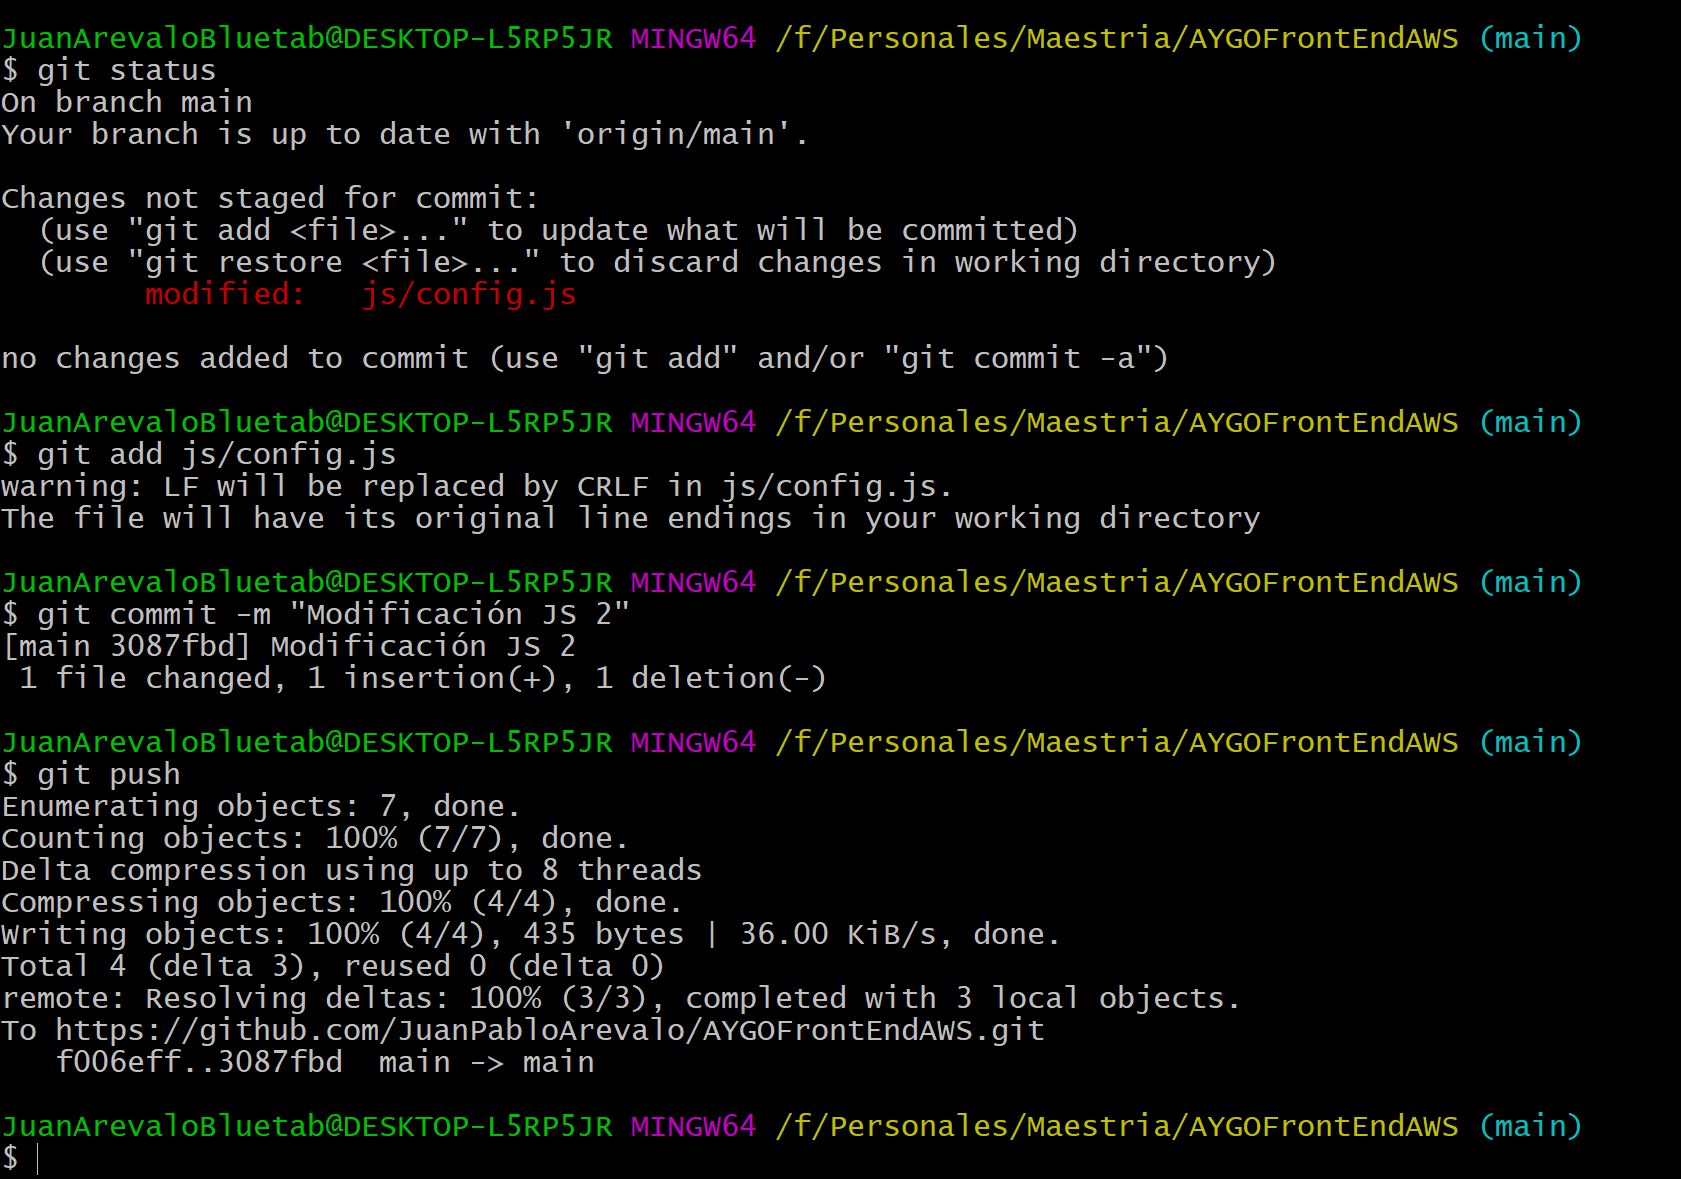 JuanArevaloBluetab@DESKTOP-L5RP5JR MINGW64 /f/Personales/Maestria/AYGOFrontEndAWS (main)
$ git status
On branch main
Your branch is up to date with 'origin/main'.
Changes not staged for commit:
  (use "git add <file>..." to update what will be committed)
  (use "git restore <file>..." to discard changes in working directory)
        modified:   js/config.js
no changes added to commit (use "git add" and/or "git commit -a")
JuanArevaloBluetab@DESKTOP-L5RP5JR MINGW64 /f/Personales/Maestria/AYGOFrontEndAWS (main)
$ git add js/config.js
warning: LF will be replaced by CRLF in js/config.js.
The file will have its original line endings in your working directory
JuanArevaloBluetab@DESKTOP-L5RP5JR MINGW64 /f/Personales/Maestria/AYGOFrontEndAWS (main)
$ git commit -m "Modificación JS 2"
[main 3087fbd] Modificación JS 2
 1 file changed, 1 insertion(+), 1 deletion(-)
JuanArevaloBluetab@DESKTOP-L5RP5JR MINGW64 /f/Personales/Maestria/AYGOFrontEndAWS (main)
$ git push
Enumerating objects: 7, done.
Counting objects: 100% (7/7), done.
Delta compression using up to 8 threads
Compressing objects: 100% (4/4), done.
Writing objects: 100% (4/4), 435 bytes | 36.00 KiB/s, done.
Total 4 (delta 3), reused 0 (delta 0)
remote: Resolving deltas: 100% (3/3), completed with 3 local objects.
To https://github.com/JuanPabloArevalo/AYGOFrontEndAWS.git
   f006eff..3087fbd  main -> main
JuanArevaloBluetab@DESKTOP-L5RP5JR MINGW64 /f/Personales/Maestria/AYGOFrontEndAWS (main)
$